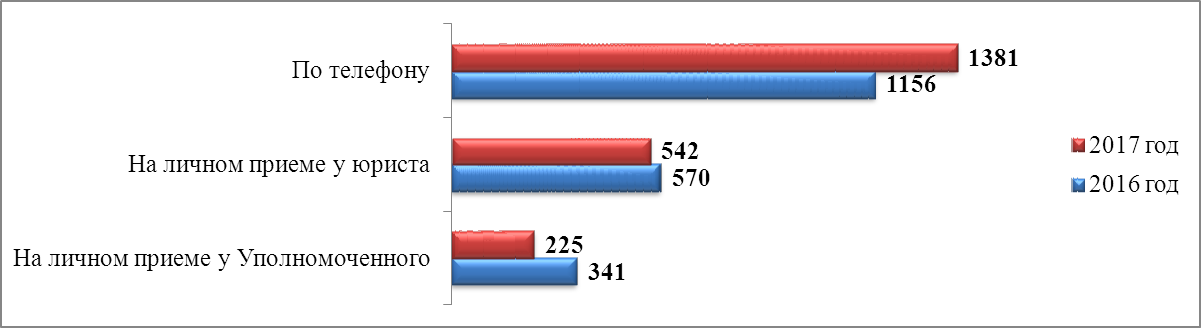 По телефону
1381
1156
На личном приеме у юриста
542
570
На личном приеме у Уполномоченного
225
341
2017 год
2016 год